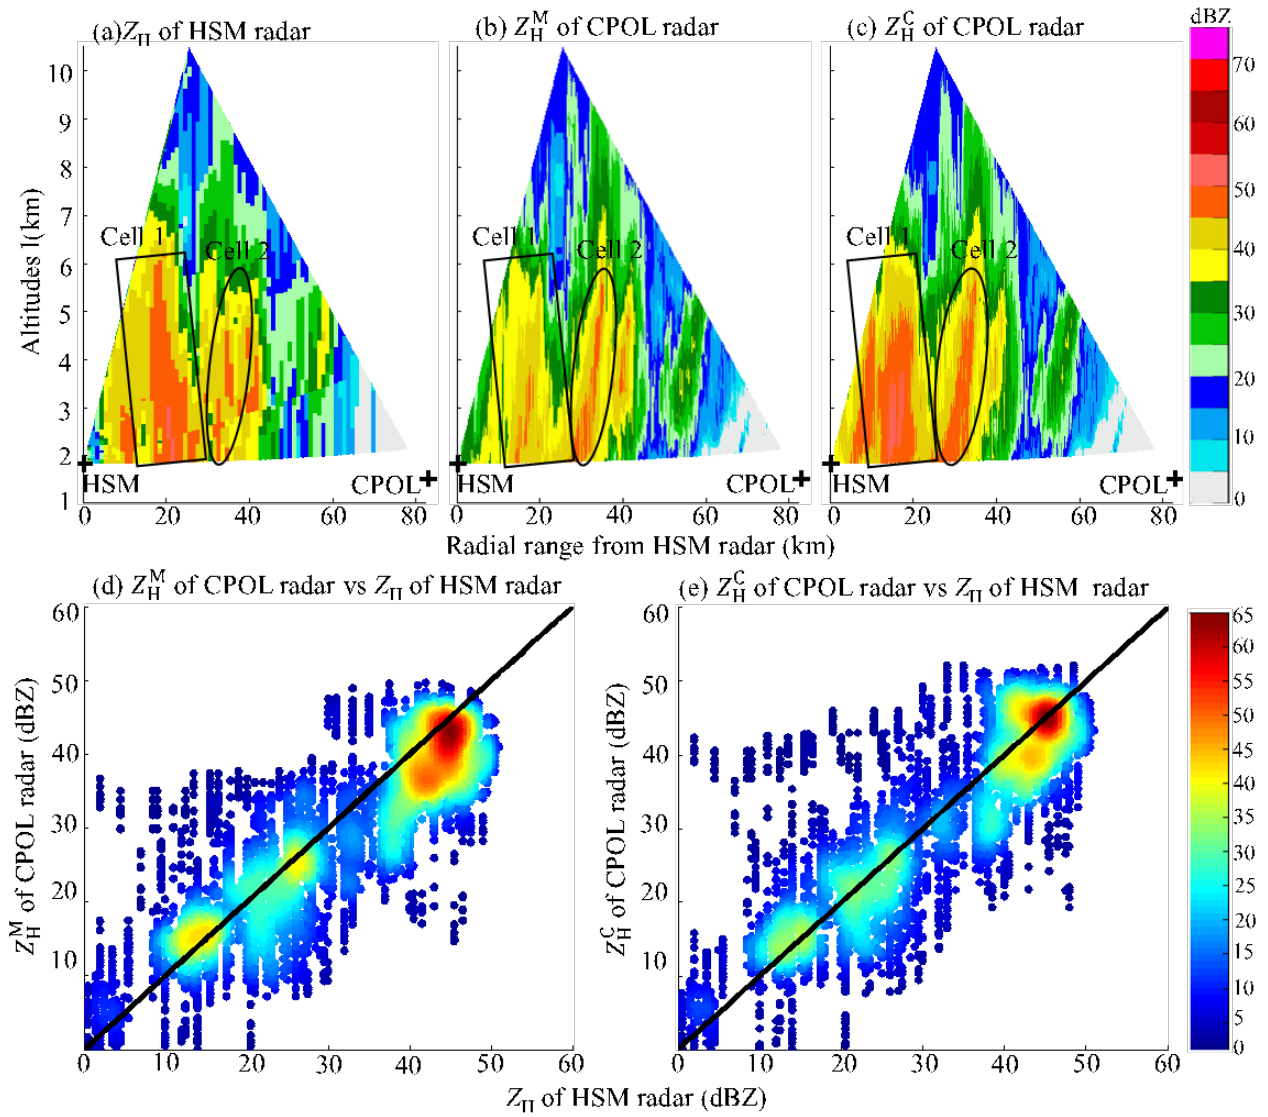 (a)Z_Π of HSM radar
(b) Z_H^M of CPOL radar
(c) Z_H^C of CPOL radar
dBZ
Altitudes l(km)
10
9
8
7
6
5
4
3
2
1
Cell 1
Cell 2
Cell 1
Cell 2
Cell 1
Cell 2
HSM
CPOL
HSM
CPOL
HSM
CPOL
0 20 40 60 80
0 20 40 60 80
0 20 40 60 80
70
60
50
40
30
20
10
0
Radial range from HSM radar (km)
(d) Z_H^M of CPOL radar vs Z_Π of HSM radar
(e) Z_H^C of CPOL radar vs Z_Π of HSM radar
Z_H^M of CPOL radar (dBZ)
60
50
40
30
20
10
0 10 20 30 40 50 60
Z_H^C of CPOL radar (dBZ)
60
50
40
30
20
10
0 10 20 30 40 50 60
65
60
55
50
45
40
35
30
25
20
15
10
5
0
Z_Π of HSM radar (dBZ)